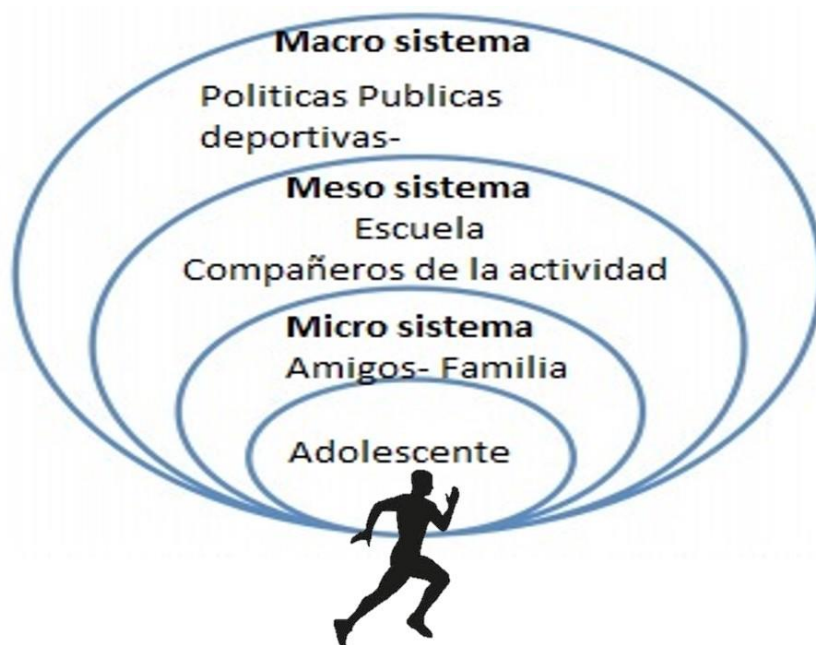 Macro sistema
Politicas Publicas
deportivas-
Meso sistema
Escuela
Compañeros de la actividad
Micro sistema
Amigos- Familia
Adolescente